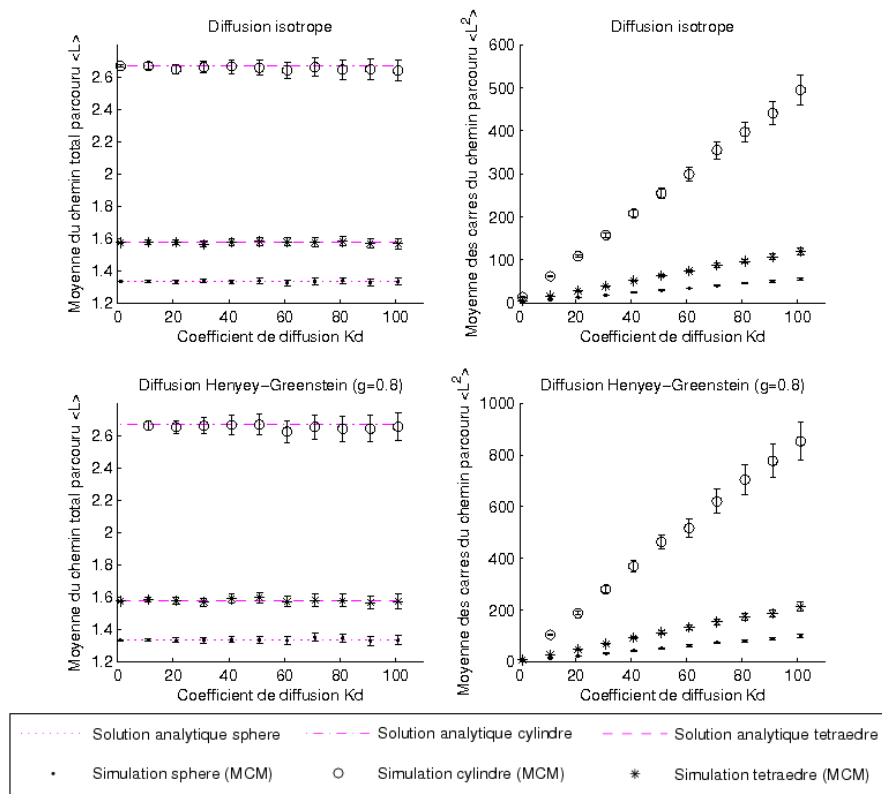 Diffusion isotrope
Moyenne du chemin total parcouru <L>
2.6
2.4
2.2
2
1.8
1.6
1.4
1.2
0 20 40 60 80 100
Coefficient de diffusion Kd
Diffusion isotrope
Moyenne des carres du chemin parcouru <L²>
600
500
400
300
200
100
0
0 20 40 60 80 100
Coefficient de diffusion Kd
Diffusion Henyey-Greenstein (g=0.8)
Moyenne du chemin total parcouru <L>
2.6
2.4
2.2
2
1.8
1.6
1.4
1.2
0 20 40 60 80 100
Coefficient de diffusion Kd
Diffusion Henyey-Greenstein (g=0.8)
Moyenne des carres du chemin parcouru <L²>
1000
800
600
400
200
0
0 20 40 60 80 100
Coefficient de diffusion Kd
Solution analytique sphere
Solution analytique cylindre
Solution analytique tetraedre
Simulation sphere (MCM)
Simulation cylindre (MCM)
Simulation tetraedre (MCM)